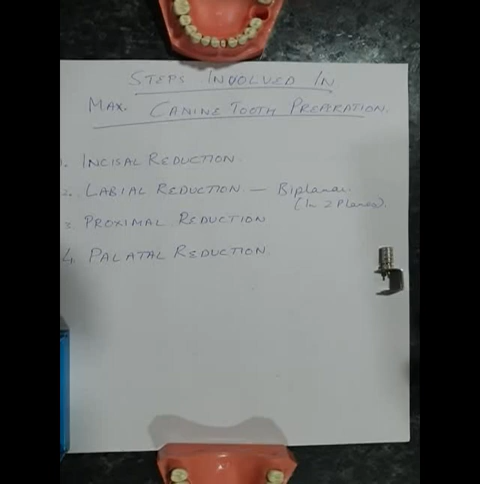 STEPS INVOLVED IN
MAX. CANINE TOOTH PREPARATION.
1. INCISAL REDUCTION
2. LABIAL REDUCTION — Biplanar
(In 2 Planes).
3. PROXIMAL REDUCTION
4. PALATAL REDUCTION.